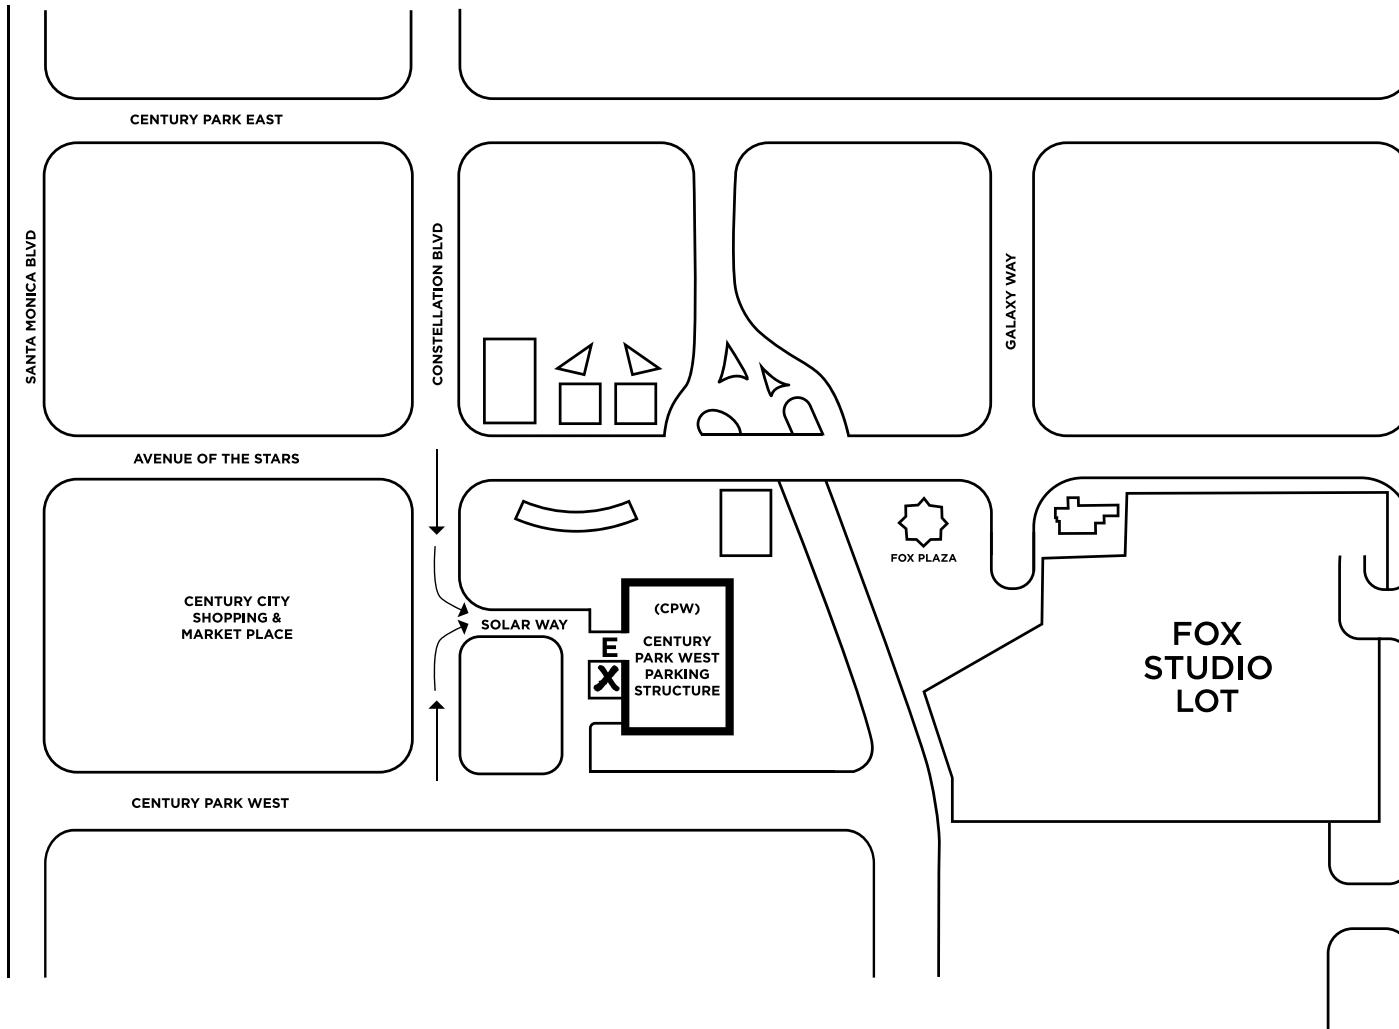 CENTURY PARK EAST
SANTA MONICA BLVD
CONSTELLATION BLVD
GALAXY WAY
AVENUE OF THE STARS
FOX PLAZA
CENTURY CITY
SHOPPING &
MARKET PLACE
SOLAR WAY
E
X
(CPW)
CENTURY
PARK WEST
PARKING
STRUCTURE
FOX
STUDIO
LOT
CENTURY PARK WEST